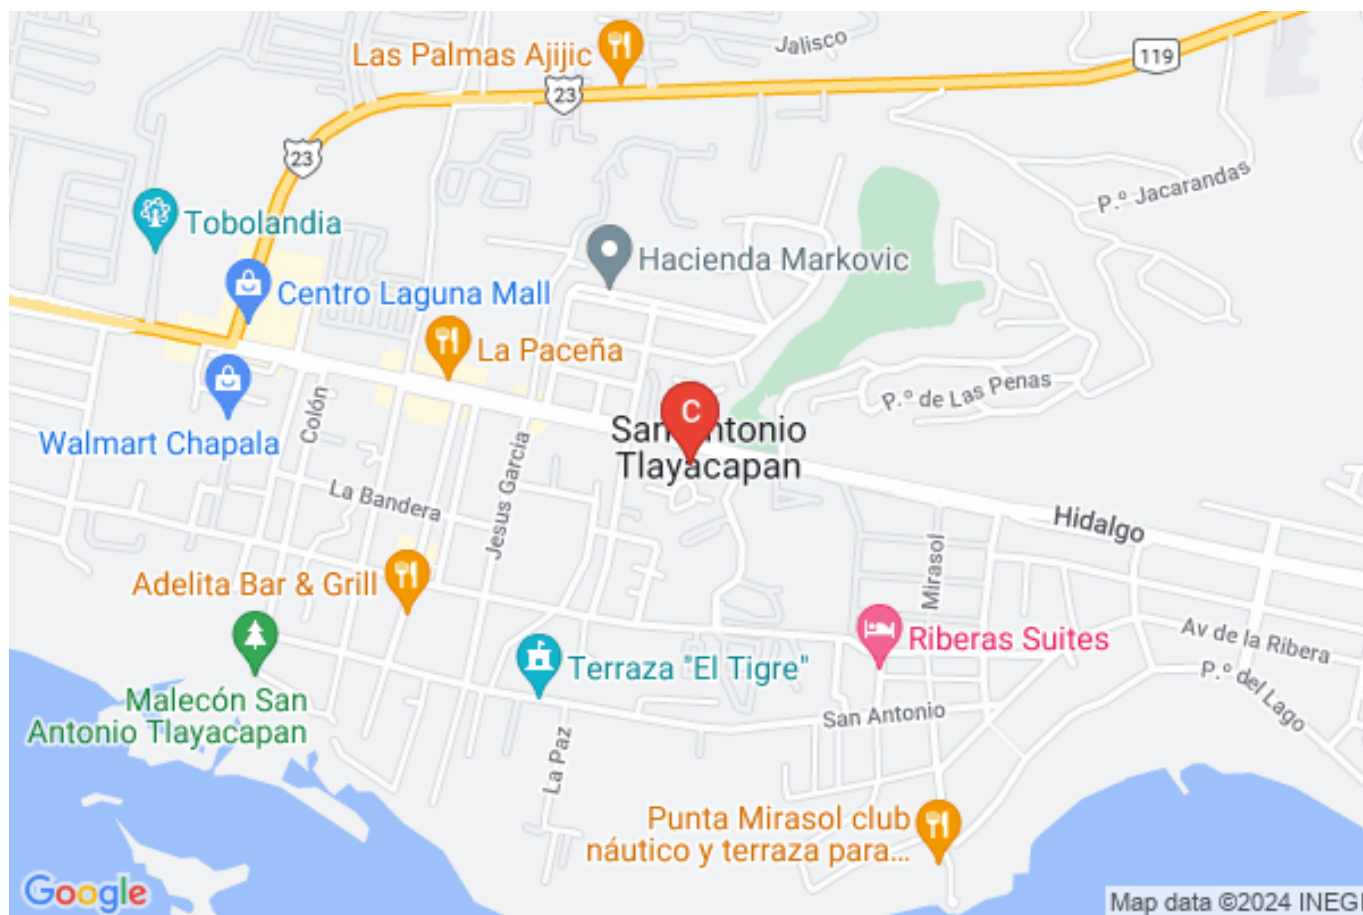 Las Palmas Ajijic
Jalisco
119
23
23
P.º Jacarandas
Tobolandia
Hacienda Markovic
Centro Laguna Mall
La Paceña
P.º de Las Penas
Walmart Chapala
Colón
C
San Antonio
Tlayacapan
Jesus Garcia
La Bandera
Hidalgo
Mirasol
Adelita Bar & Grill
Riberas Suites
Av de la Ribera
Terraza "El Tigre"
P.º del Lago
Malecón San
Antonio Tlayacapan
San Antonio
La Paz
Punta Mirasol club
náutico y terraza para...
Google
Map data ©2024 INEGI